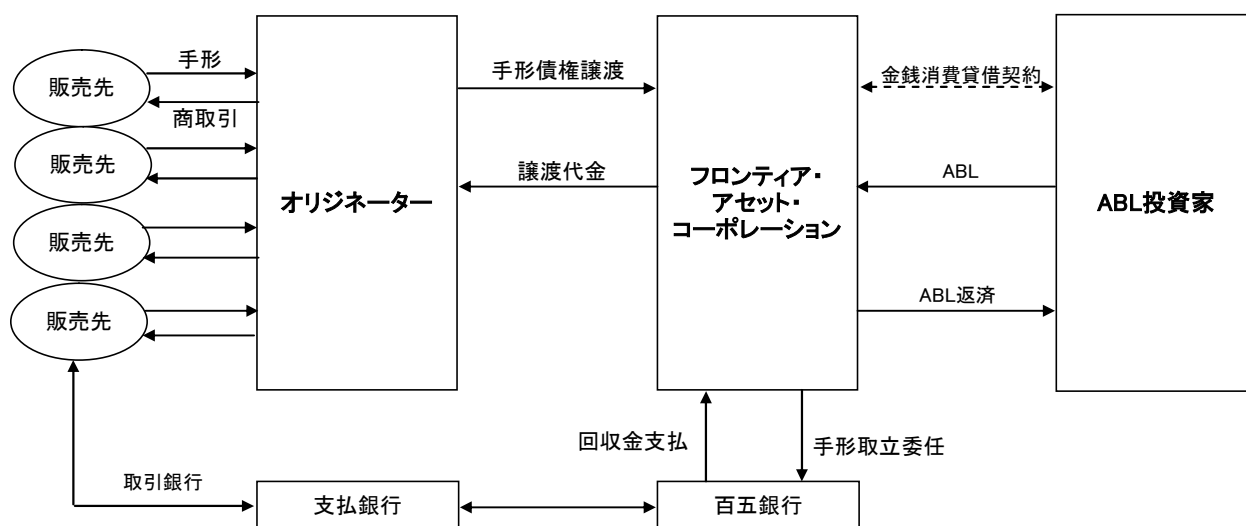 手形
販売先
商取引
販売先
販売先
販売先
オリジネーター
手形債権譲渡
譲渡代金
フロンティア・
アセット・
コーポレーション
金銭消費貸借契約
ABL
ABL返済
ABL投資家
回収金支払
手形取立委任
取引銀行
支払銀行
百五銀行